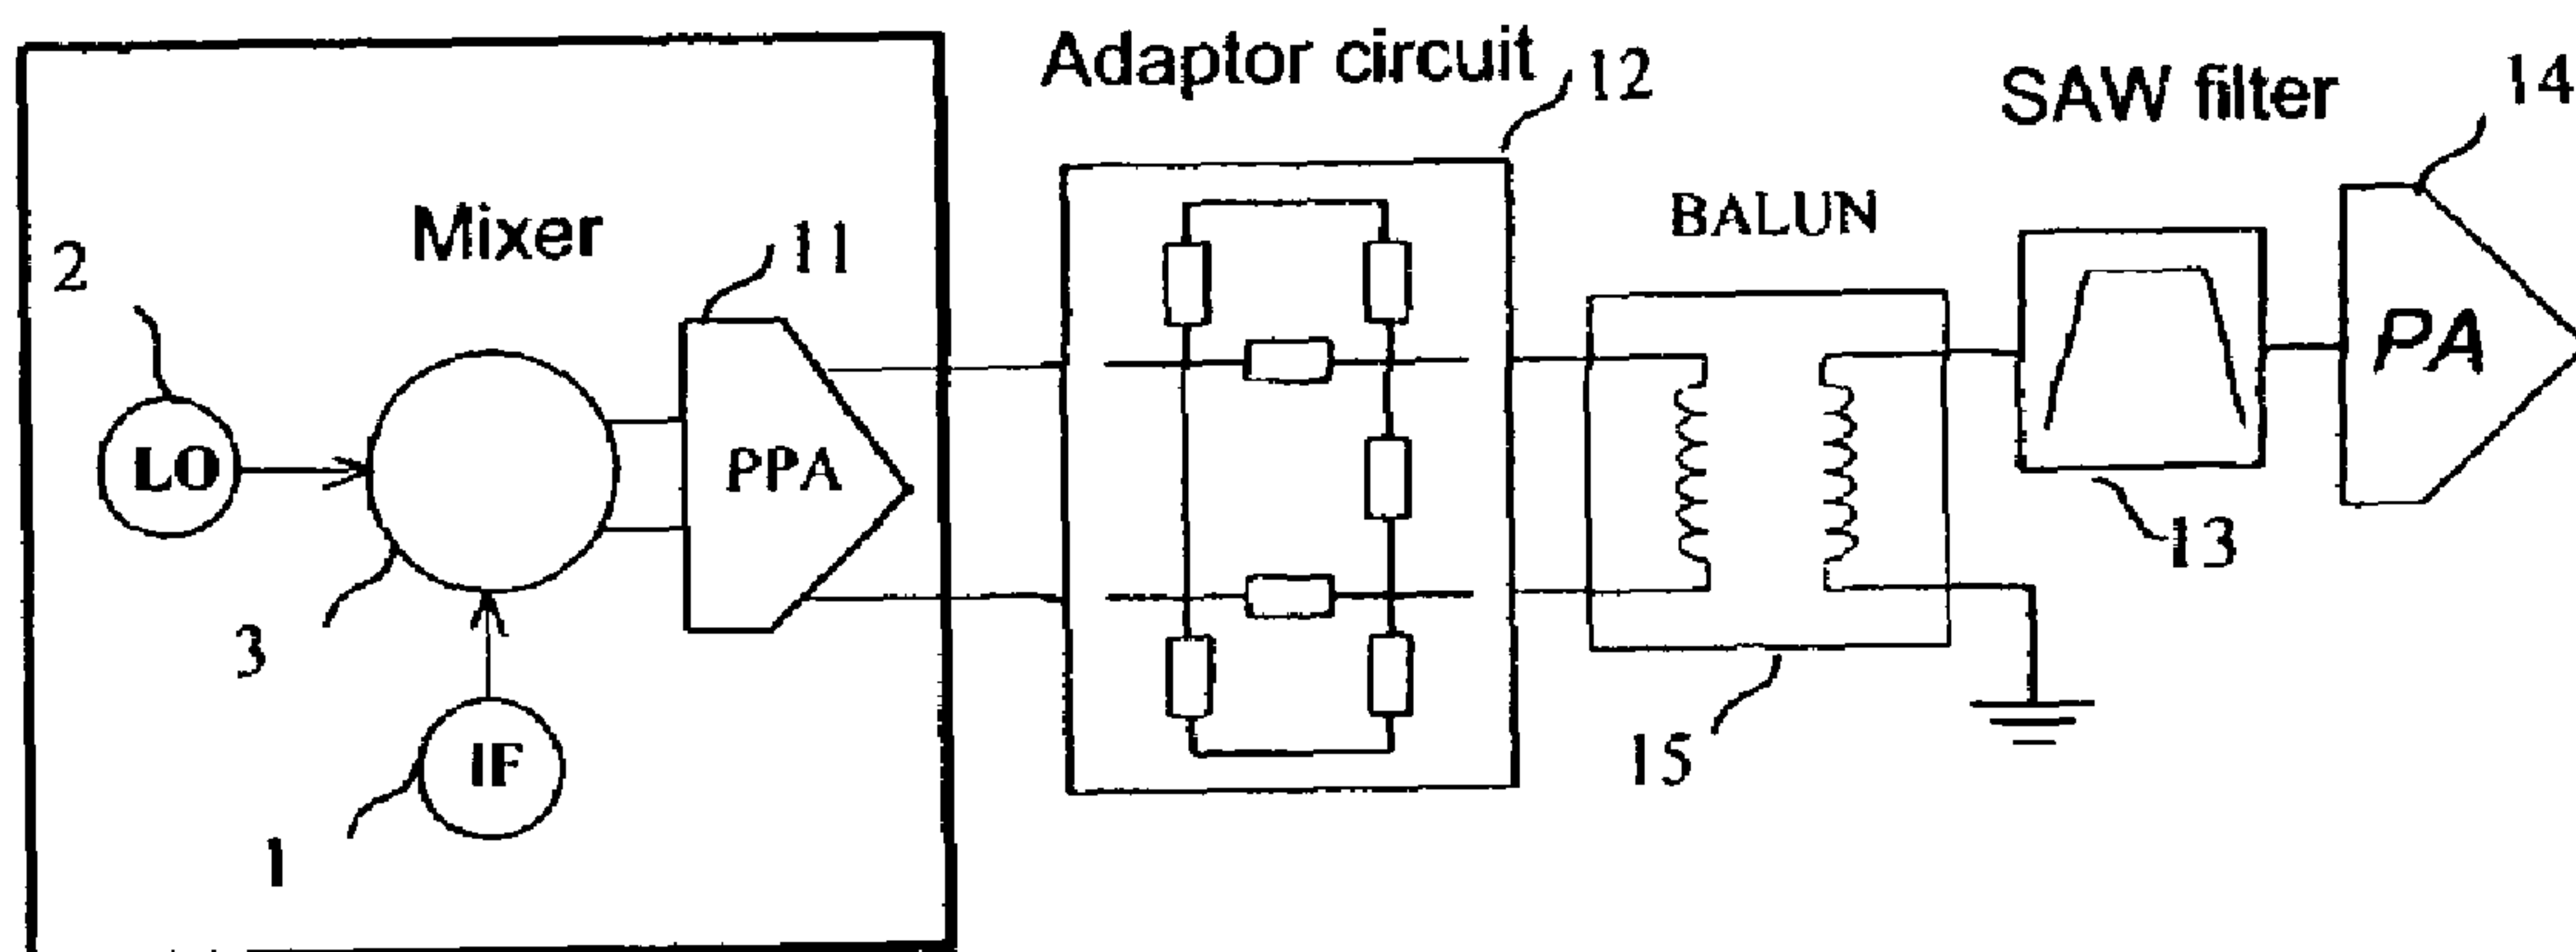 Adaptor circuit
12
SAW filter
14
Mixer
11
2
BALUN
LO
PPA
PA
3
13
IF
15
1